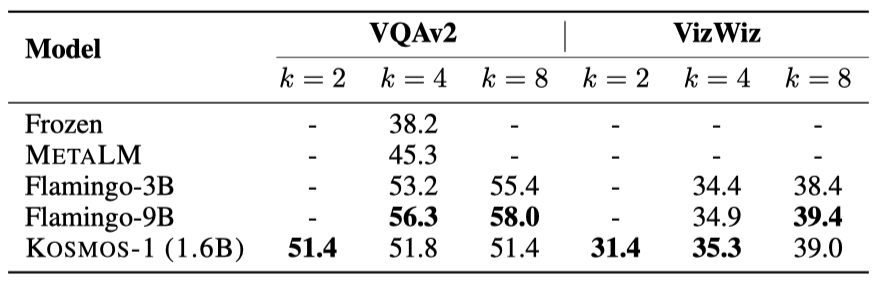 Model VQAv2 VizWiz
k = 2 k = 4 k = 8 k = 2 k = 4 k = 8
Frozen - 38.2 - - - -
METALM - 45.3 - - - -
Flamingo-3B - 53.2 55.4 - 34.4 38.4
Flamingo-9B - 56.3 58.0 - 34.9 39.4
KOSMOS-1 (1.6B) 51.4 51.8 51.4 31.4 35.3 39.0